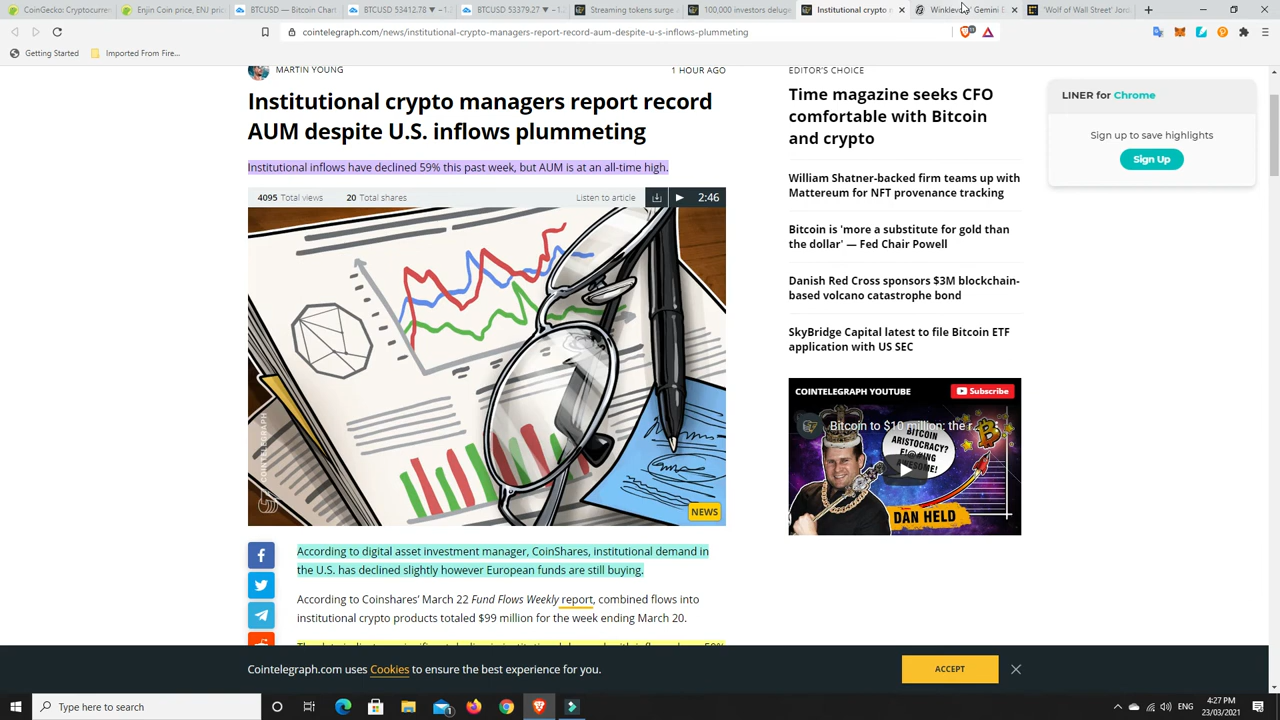 CoinGecko: Cryptocurren
Enjin Coin price, ENJ pric
BTCUSD — Bitcoin Chart
BTCUSD 53412.78 ▼ −1.
BTCUSD 53379.27 ▼ −1.
Streaming tokens surge
100,000 investors deluge
Institutional crypto
Winklevoss' Gemini E
'Wolf of Wall Street' Jord
cointelegraph.com/news/institutional-crypto-managers-report-record-aum-despite-u-s-inflows-plummeting
Getting Started
Imported From Fire...
MARTIN YOUNG
1 HOUR AGO
Institutional crypto managers report record
AUM despite U.S. inflows plummeting
Institutional inflows have declined 59% this past week, but AUM is at an all-time high.
4095 Total views
20 Total shares
Listen to article
2:46
COINTELEGRAPH
NEWS
According to digital asset investment manager, CoinShares, institutional demand in
the U.S. has declined slightly however European funds are still buying.
According to Coinshares' March 22 Fund Flows Weekly report, combined flows into
institutional crypto products totaled $99 million for the week ending March 20.
EDITOR'S CHOICE
Time magazine seeks CFO
comfortable with Bitcoin
and crypto
William Shatner-backed firm teams up with
Mattereum for NFT provenance tracking
Bitcoin is 'more a substitute for gold than
the dollar' — Fed Chair Powell
Danish Red Cross sponsors $3M blockchain-
based volcano catastrophe bond
SkyBridge Capital latest to file Bitcoin ETF
application with US SEC
COINTELEGRAPH YOUTUBE
Subscribe
Bitcoin to $10 million: the r...
BITCOIN
ARISTOCRACY?
F!@#ING
AWESOME!
DAN HELD
LINER for Chrome
Sign up to save highlights
Sign Up
Cointelegraph.com uses Cookies to ensure the best experience for you.
ACCEPT
Type here to search
4:27 PM
23/03/2021